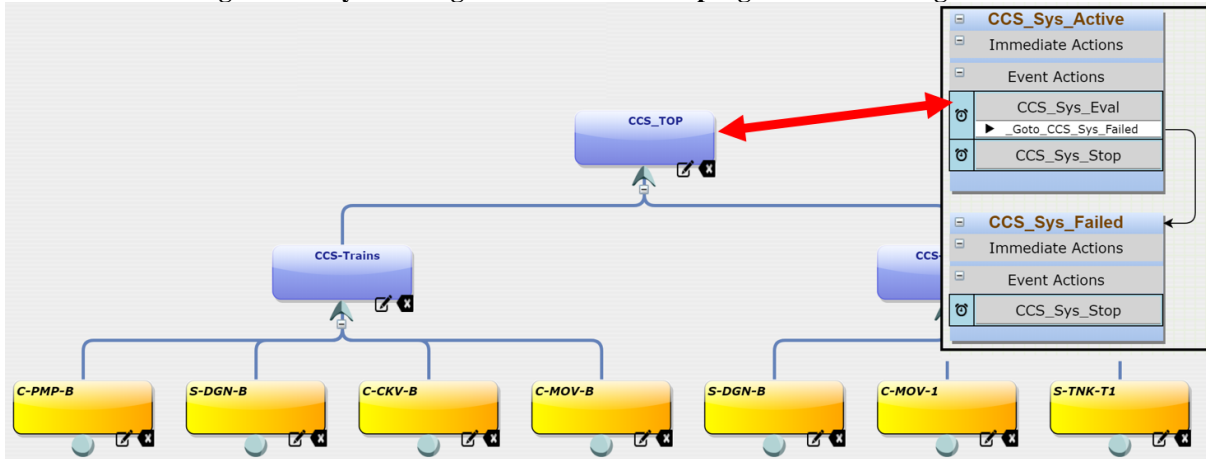 CCS_Sys_Active
Immediate Actions
Event Actions
CCS_Sys_Eval
_Goto_CCS_Sys_Failed
CCS_Sys_Stop
CCS_Sys_Failed
Immediate Actions
Event Actions
CCS_Sys_Stop
CCS_TOP
CCS-Trains
CCS-
C-PMP-B
S-DGN-B
C-CKV-B
C-MOV-B
S-DGN-B
C-MOV-1
S-TNK-T1